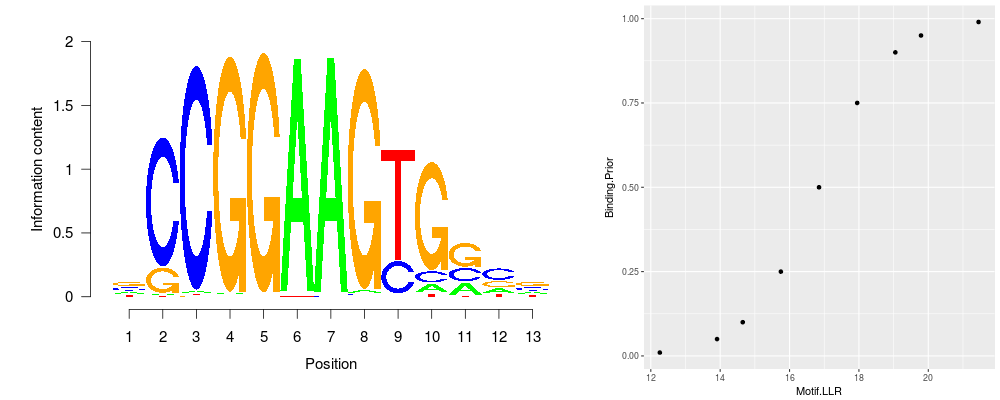 2
1.5
1
0.5
0
Information content
C C G G A A G T G G C C
G C C C C G
A A A
1 2 3 4 5 6 7 8 9 10 11 12 13
Position
1.00
0.75
0.50
0.25
0.00
Binding.Prior
12 14 16 18 20
Motif.LLR